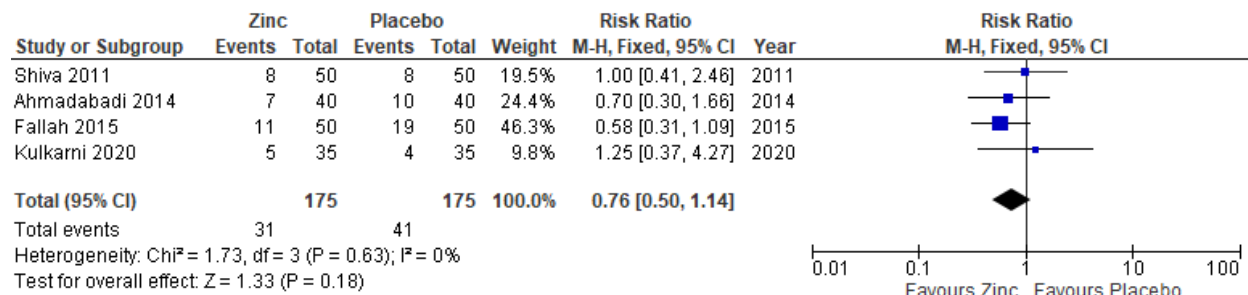 Zinc Placebo Risk Ratio Risk Ratio
Study or Subgroup Events Total Events Total Weight M-H, Fixed, 95% CI Year M-H, Fixed, 95% CI
Shiva 2011 8 50 8 50 19.5% 1.00 [0.41, 2.46] 2011
Ahmadabadi 2014 7 40 10 40 24.4% 0.70 [0.30, 1.66] 2014
Fallah 2015 11 50 19 50 46.3% 0.58 [0.31, 1.09] 2015
Kulkarni 2020 5 35 4 35 9.8% 1.25 [0.37, 4.27] 2020
Total (95% CI) 175 175 100.0% 0.76 [0.50, 1.14]
Total events 31 41
Heterogeneity: Chi² = 1.73, df = 3 (P = 0.63); I² = 0%
Test for overall effect: Z = 1.33 (P = 0.18)
0.01 0.1 1 10 100
Favours Zinc Favours Placebo